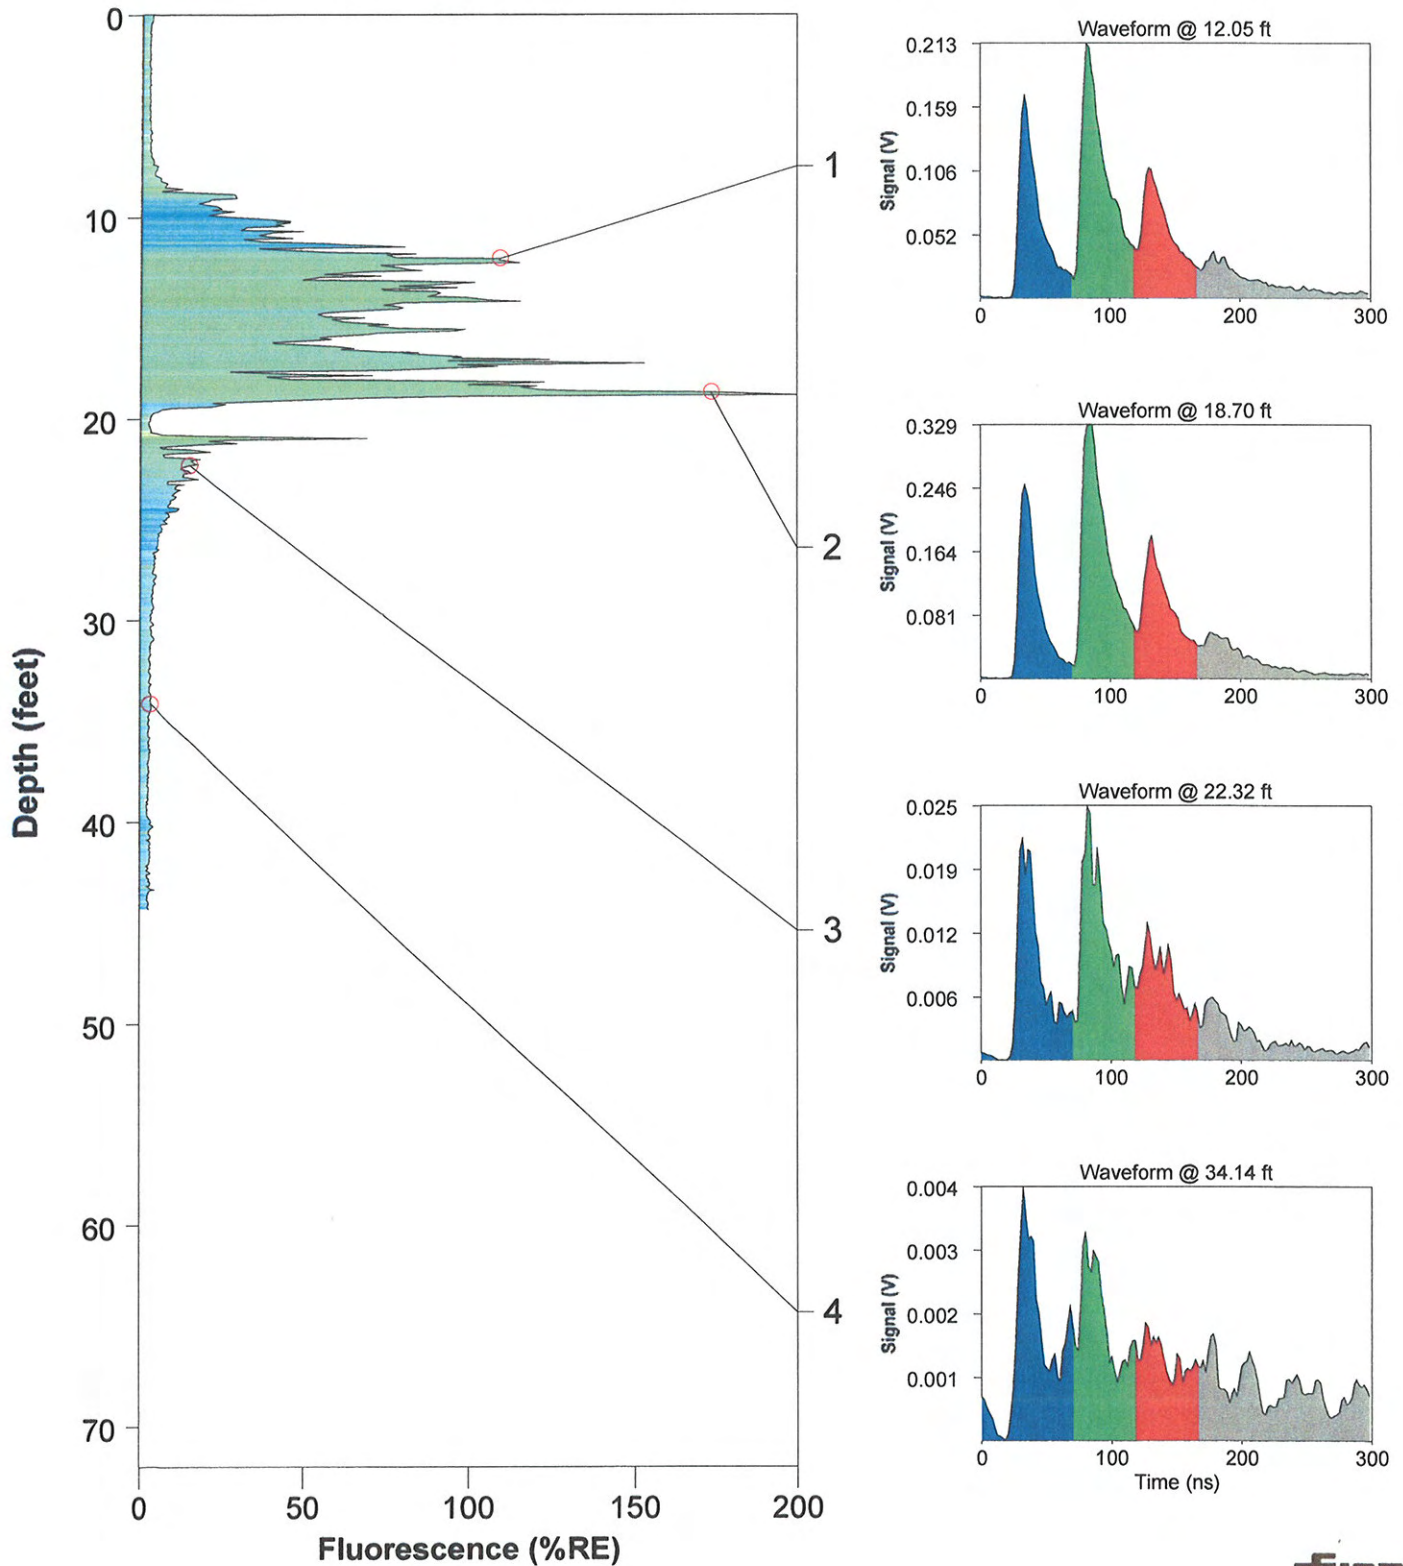 0
10
20
30
40
50
60
70
Depth (feet)
0 50 100 150 200
Fluorescence (%RE)
1
2
3
4
Waveform @ 12.05 ft
0.213
0.159
0.106
0.052
Signal (V)
0 100 200 300
Waveform @ 18.70 ft
0.329
0.246
0.164
0.081
Signal (V)
0 100 200 300
Waveform @ 22.32 ft
0.025
0.019
0.012
0.006
Signal (V)
0 100 200 300
Waveform @ 34.14 ft
0.004
0.003
0.002
0.001
Signal (V)
0 100 200 300
Time (ns)